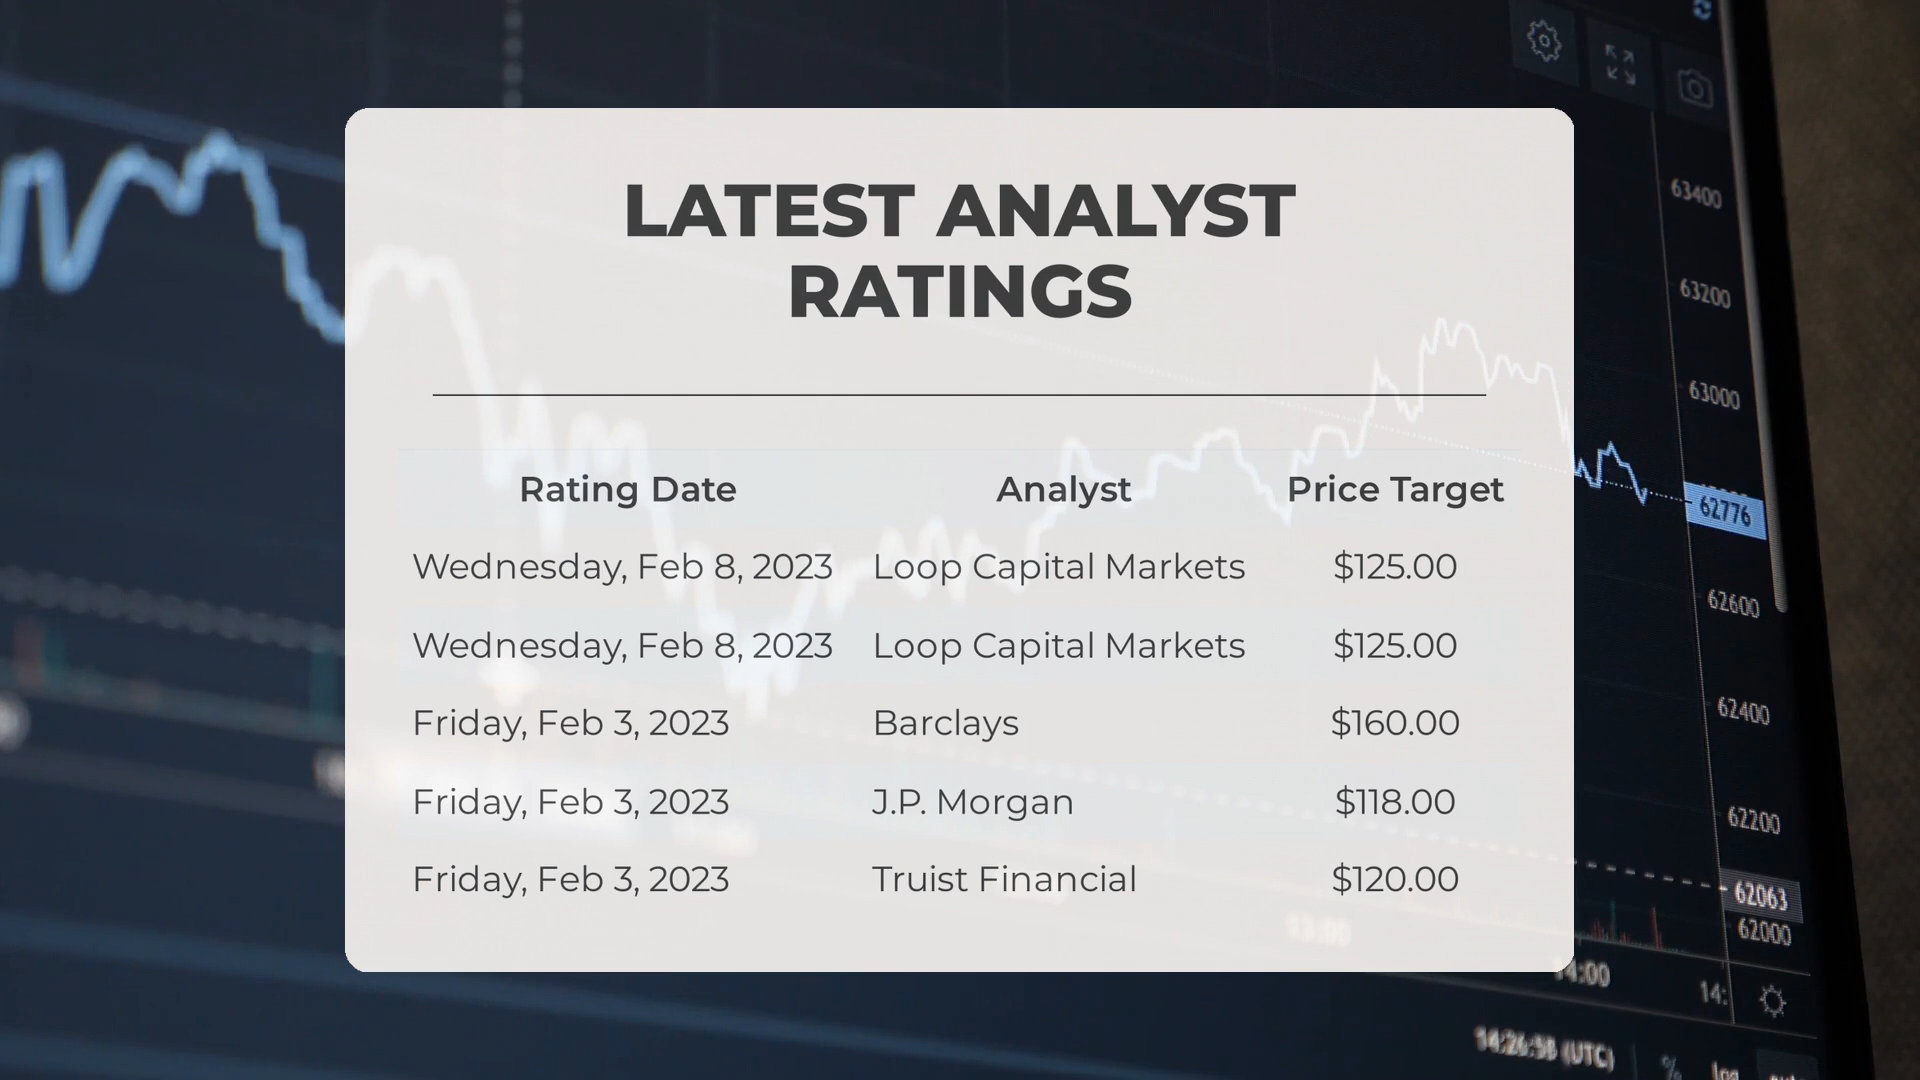 LATEST ANALYST
RATINGS
Rating Date Analyst Price Target
Wednesday, Feb 8, 2023 Loop Capital Markets $125.00
Wednesday, Feb 8, 2023 Loop Capital Markets $125.00
Friday, Feb 3, 2023 Barclays $160.00
Friday, Feb 3, 2023 J.P. Morgan $118.00
Friday, Feb 3, 2023 Truist Financial $120.00
63400
63200
63000
62776
62600
62400
62200
62063
62000
14:00
14:
14:26:58 (UTC)
%
log